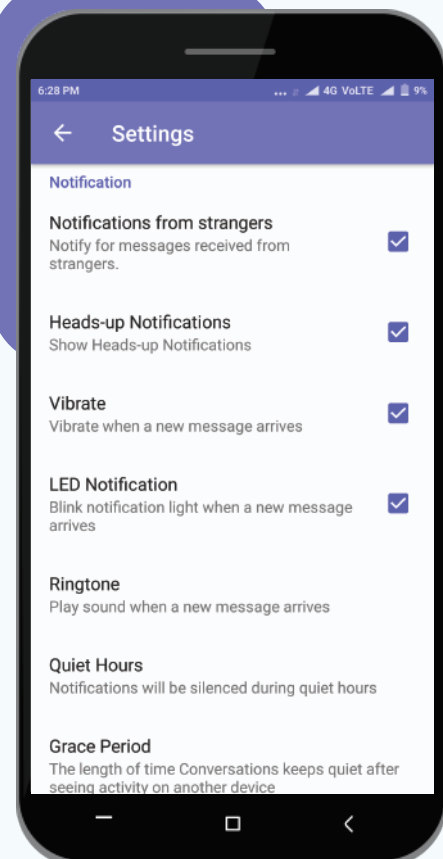 6:28 PM ... 4G VoLTE 9%
Settings
Notification
Notifications from strangers
Notify for messages received from
strangers.
Heads-up Notifications
Show Heads-up Notifications
Vibrate
Vibrate when a new message arrives
LED Notification
Blink notification light when a new message
arrives
Ringtone
Play sound when a new message arrives
Quiet Hours
Notifications will be silenced during quiet hours
Grace Period
The length of time Conversations keeps quiet after
seeing activity on another device